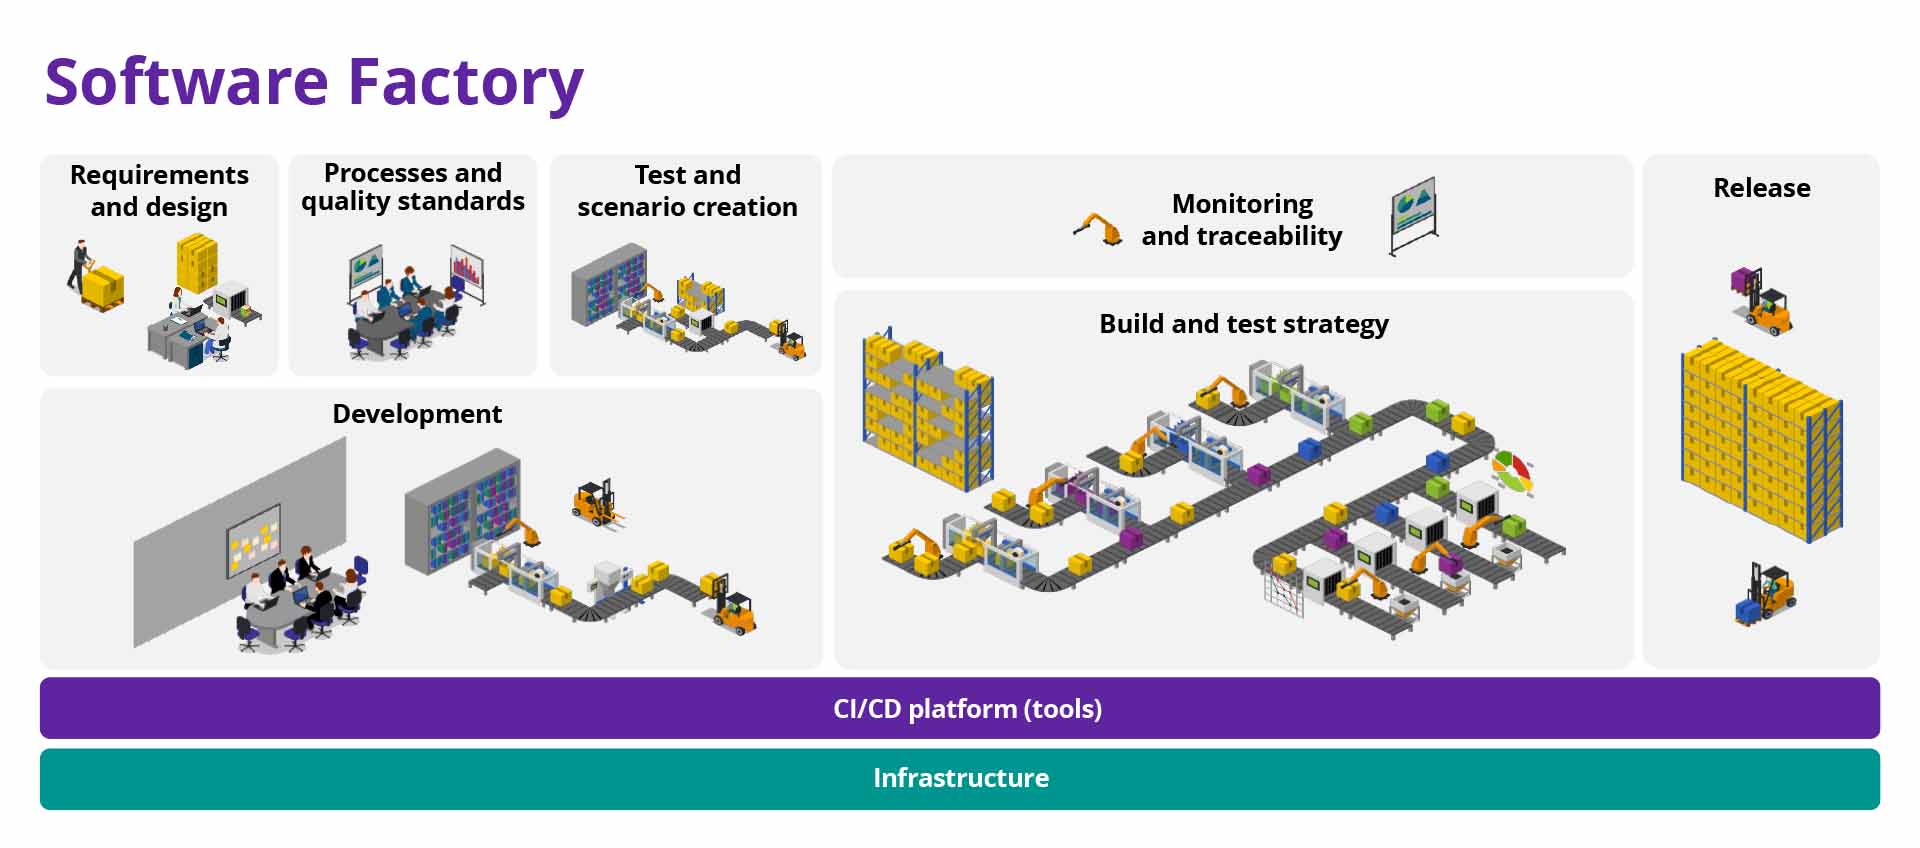 Software Factory
Requirements
and design
Processes and
quality standards
Test and
scenario creation
Monitoring
and traceability
Release
Development
Build and test strategy
CI/CD platform (tools)
Infrastructure